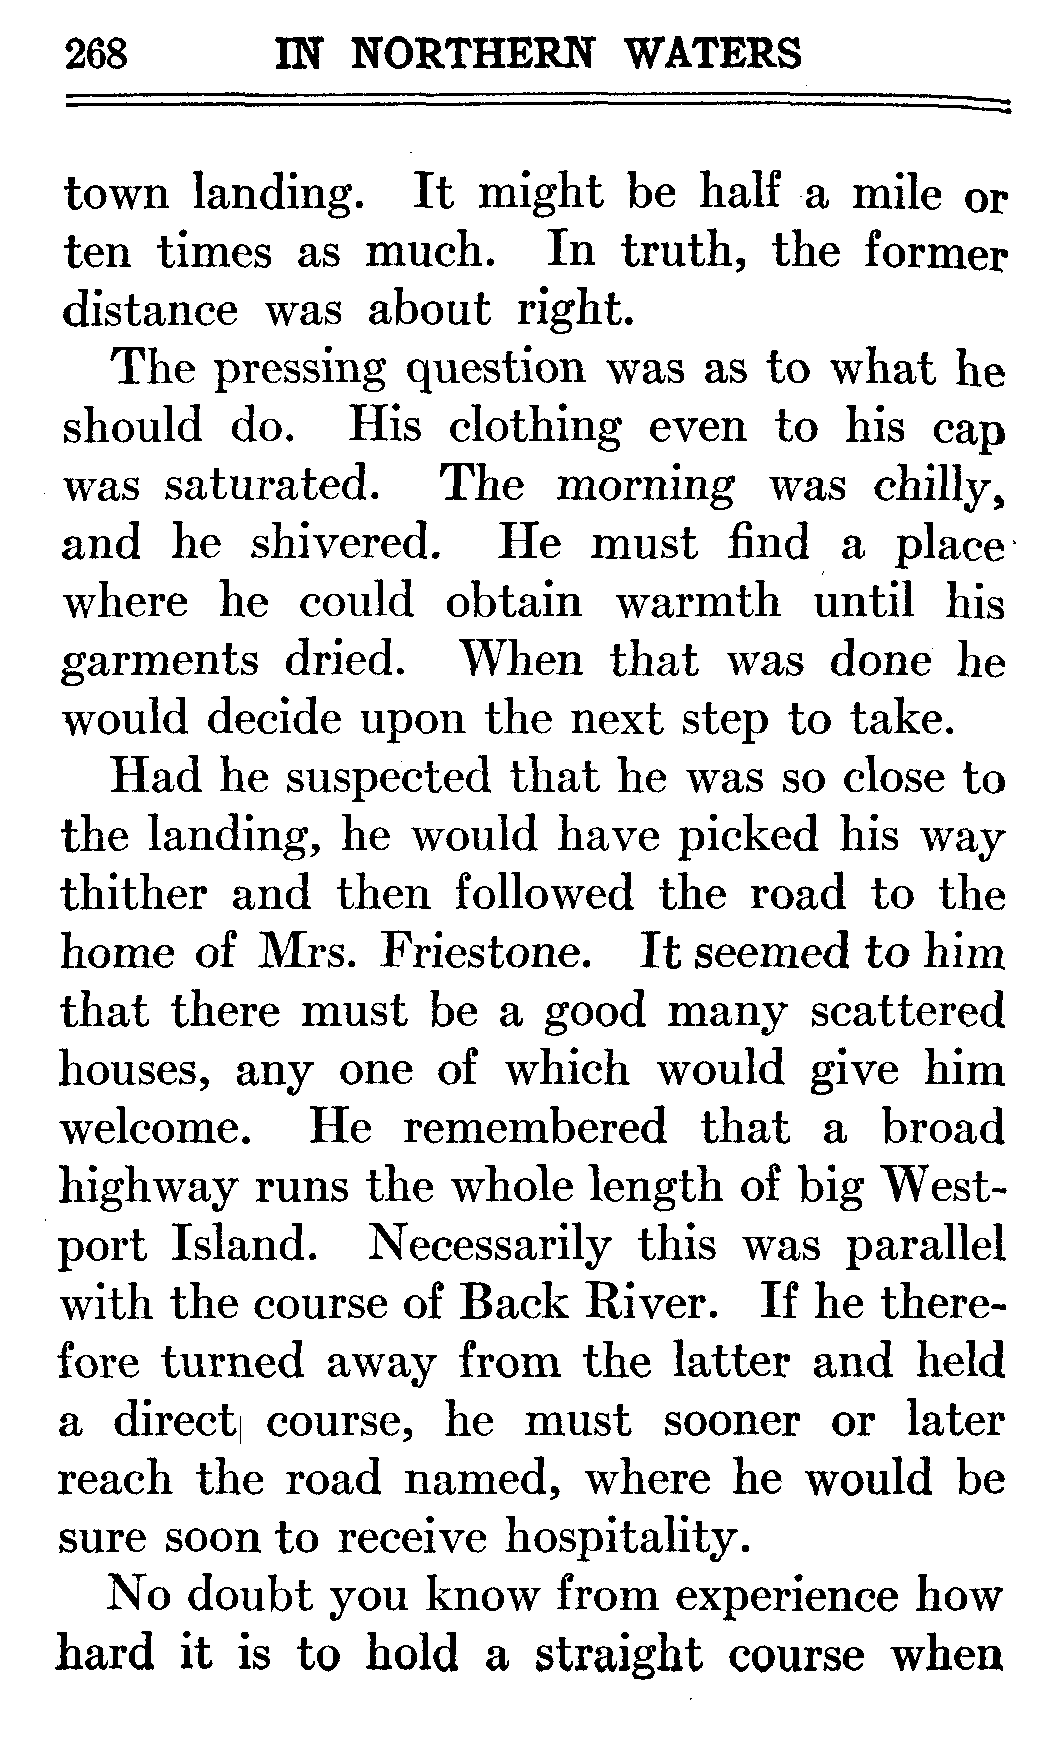 268 IN NORTHERN WATERS
town landing. It might be half a mile or
ten times as much. In truth, the former
distance was about right.
The pressing question was as to what he
should do. His clothing even to his cap
was saturated. The morning was chilly,
and he shivered. He must find a place
where he could obtain warmth until his
garments dried. When that was done he
would decide upon the next step to take.
Had he suspected that he was so close to
the landing, he would have picked his way
thither and then followed the road to the
home of Mrs. Friestone. It seemed to him
that there must be a good many scattered
houses, any one of which would give him
welcome. He remembered that a broad
highway runs the whole length of big West-
port Island. Necessarily this was parallel
with the course of Back River. If he there-
fore turned away from the latter and held
a direct course, he must sooner or later
reach the road named, where he would be
sure soon to receive hospitality.
No doubt you know from experience how
hard it is to hold a straight course when